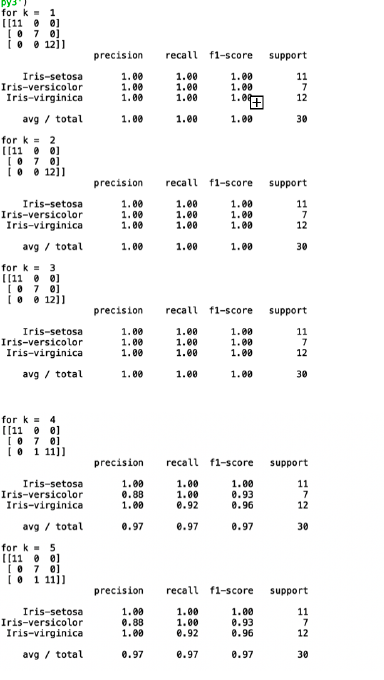 py3')
for k =  1
[[11  0  0]
 [ 0  7  0]
 [ 0  0 12]]
                 precision    recall  f1-score   support

    Iris-setosa       1.00      1.00      1.00        11
Iris-versicolor       1.00      1.00      1.00         7
 Iris-virginica       1.00      1.00      1.00        12

    avg / total       1.00      1.00      1.00        30

for k =  2
[[11  0  0]
 [ 0  7  0]
 [ 0  0 12]]
                 precision    recall  f1-score   support

    Iris-setosa       1.00      1.00      1.00        11
Iris-versicolor       1.00      1.00      1.00         7
 Iris-virginica       1.00      1.00      1.00        12

    avg / total       1.00      1.00      1.00        30

for k =  3
[[11  0  0]
 [ 0  7  0]
 [ 0  0 12]]
                 precision    recall  f1-score   support

    Iris-setosa       1.00      1.00      1.00        11
Iris-versicolor       1.00      1.00      1.00         7
 Iris-virginica       1.00      1.00      1.00        12

    avg / total       1.00      1.00      1.00        30

for k =  4
[[11  0  0]
 [ 0  7  0]
 [ 0  1 11]]
                 precision    recall  f1-score   support

    Iris-setosa       1.00      1.00      1.00        11
Iris-versicolor       0.88      1.00      0.93         7
 Iris-virginica       1.00      0.92      0.96        12

    avg / total       0.97      0.97      0.97        30

for k =  5
[[11  0  0]
 [ 0  7  0]
 [ 0  1 11]]
                 precision    recall  f1-score   support

    Iris-setosa       1.00      1.00      1.00        11
Iris-versicolor       0.88      1.00      0.93         7
 Iris-virginica       1.00      0.92      0.96        12

    avg / total       0.97      0.97      0.97        30